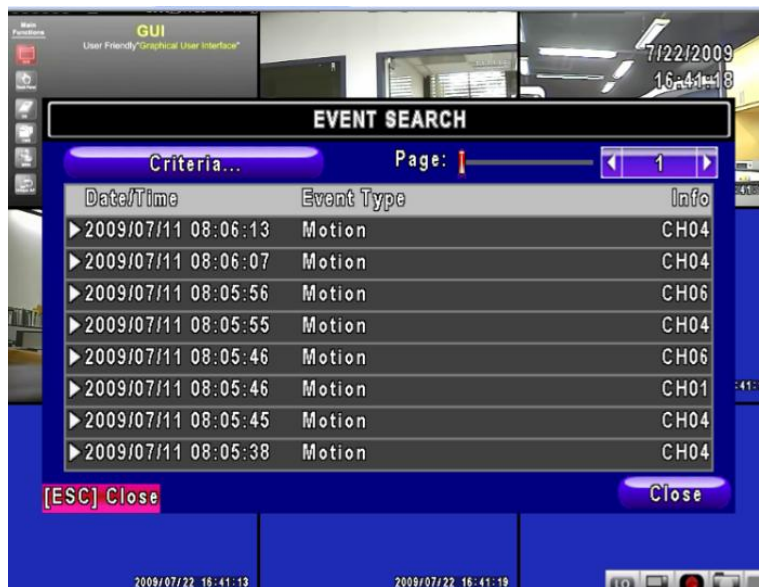 Main
Functions
GUI
User Friendly"Graphical User Interface"
7/22/2009
16:41:18
EVENT SEARCH
Criteria...
Page:
1
Date/Time Event Type Info
2009/07/11 08:06:13 Motion CH04
2009/07/11 08:06:07 Motion CH04
2009/07/11 08:05:56 Motion CH06
2009/07/11 08:05:55 Motion CH04
2009/07/11 08:05:46 Motion CH06
2009/07/11 08:05:46 Motion CH01
2009/07/11 08:05:45 Motion CH04
2009/07/11 08:05:38 Motion CH04
[ESC] Close
Close
2009/07/22 16:41:13
2009/07/22 16:41:19